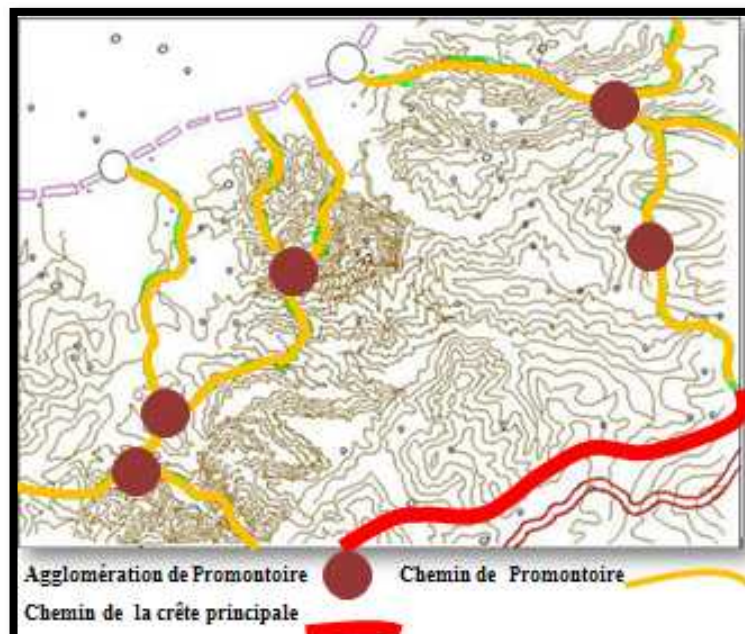 Agglomération de Promontoire Chemin de Promontoire
Chemin de la crête principale